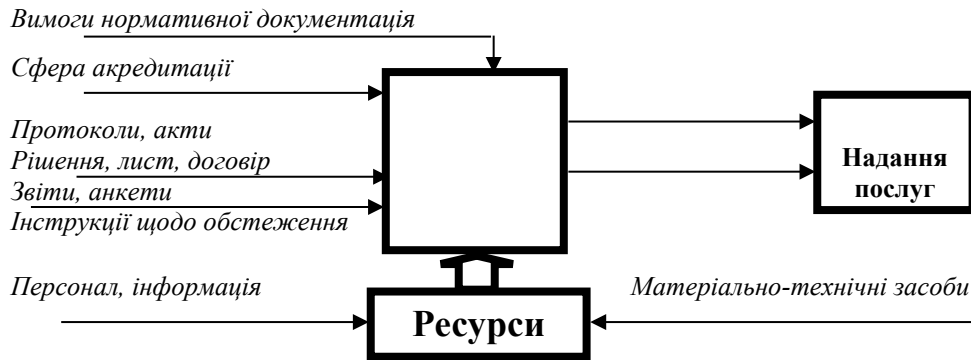 Вимоги нормативної документація
Сфера акредитації
Протоколи, акти
Рішення, лист, договір
Звіти, анкети
Інструкції щодо обстеження
Надання
послуг
Персонал, інформація
Матеріально-технічні засоби
Ресурси